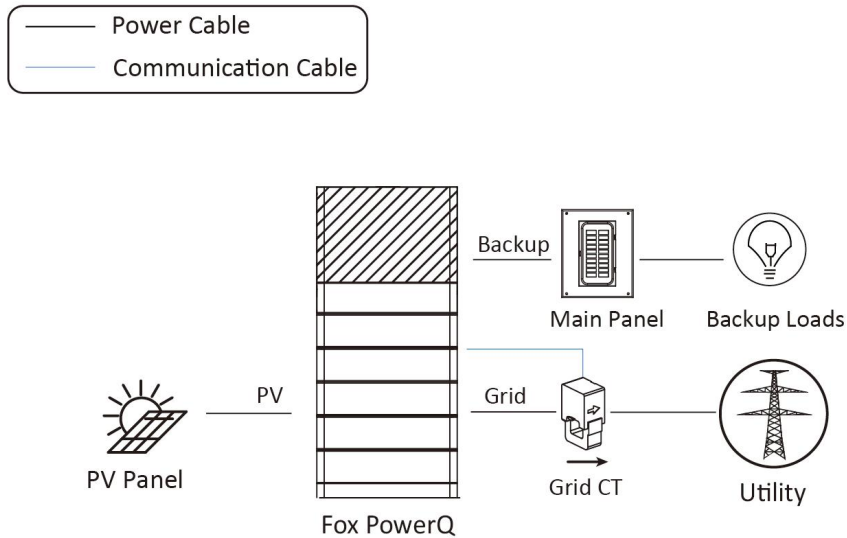 Power Cable
Communication Cable
Backup
Main Panel
Backup Loads
PV
Grid
PV Panel
Grid CT
Utility
Fox PowerQ